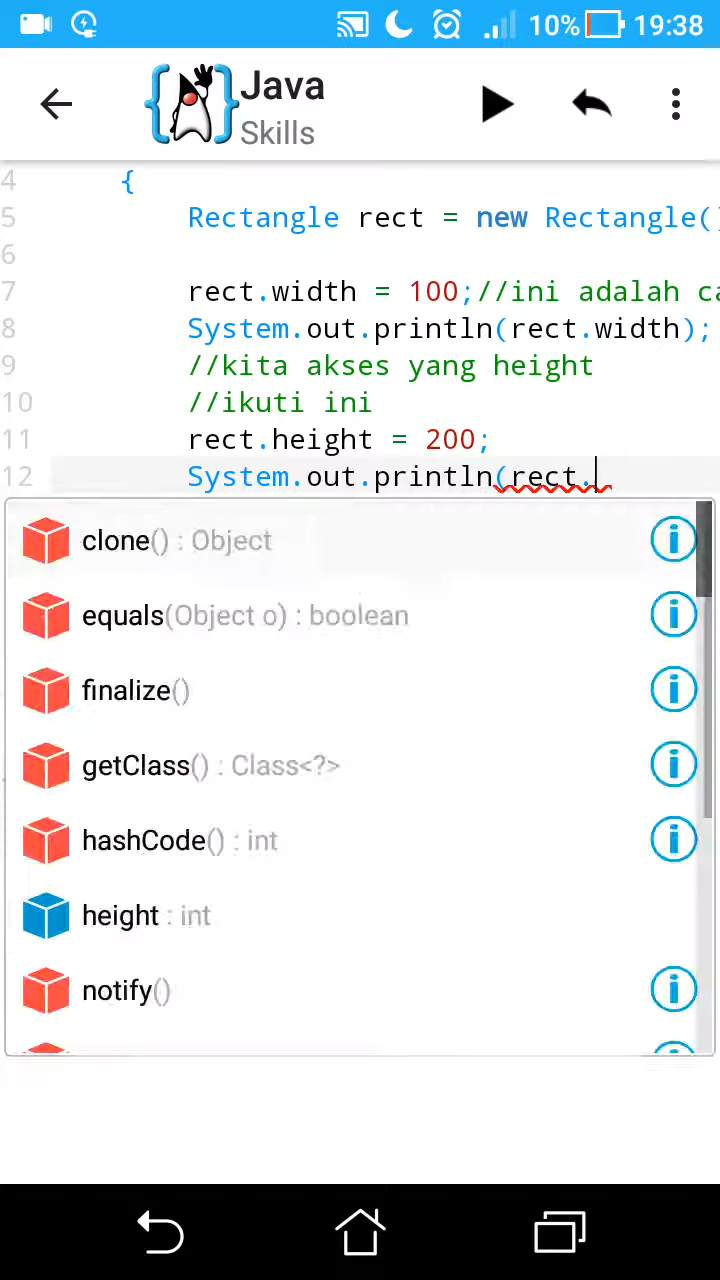 10% 19:38
Java
Skills
4 {
5 Rectangle rect = new Rectangle()
6
7 rect.width = 100;//ini adalah ca
8 System.out.println(rect.width);
9 //kita akses yang height
10 //ikuti ini
11 rect.height = 200;
12 System.out.println(rect.
clone() : Object
equals(Object o) : boolean
finalize()
getClass() : Class<?>
hashCode() : int
height : int
notify()